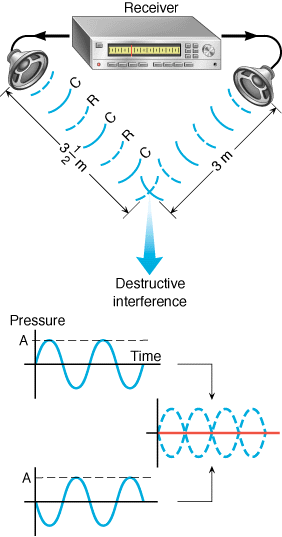 Receiver
C
R
C
R
C
3 1/2 m
3 m
Destructive
interference
Pressure
A
Time
A